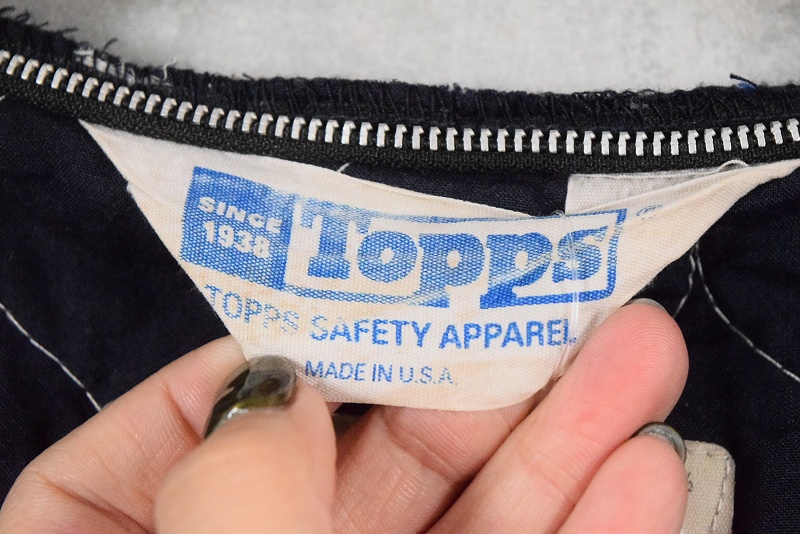 SINCE
1938
Topps®
TOPPS SAFETY APPAREL
MADE IN U.S.A.